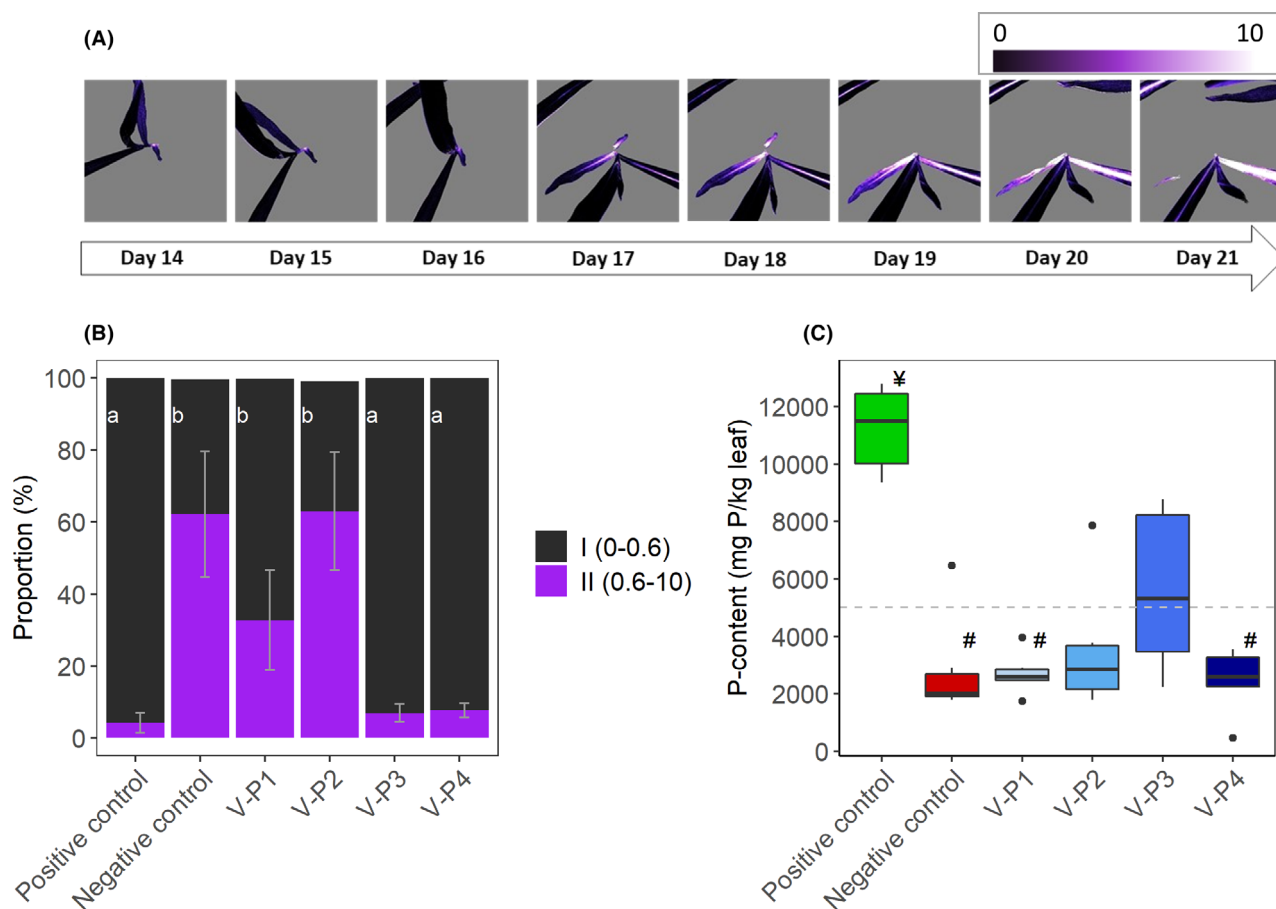 (A)
0 10
Day 14 Day 15 Day 16 Day 17 Day 18 Day 19 Day 20 Day 21
(B)
Proportion (%)
100
80
60
40
20
0
a b b b a a
Positive control Negative control V-P1 V-P2 V-P3 V-P4
I (0-0.6)
II (0.6-10)
(C)
P-content (mg P/kg leaf)
12000
10000
8000
6000
4000
2000
0
¥
# # #
Positive control Negative control V-P1 V-P2 V-P3 V-P4